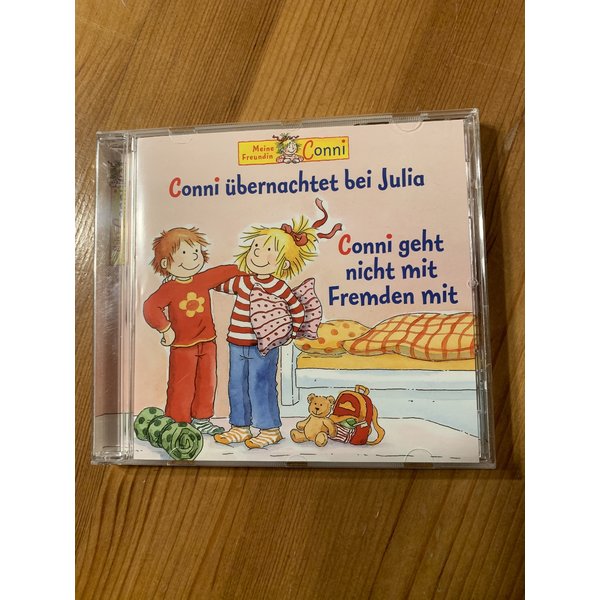 Meine
Freundin
Conni
Conni übernachtet bei Julia
Conni geht
nicht mit
Fremden mit